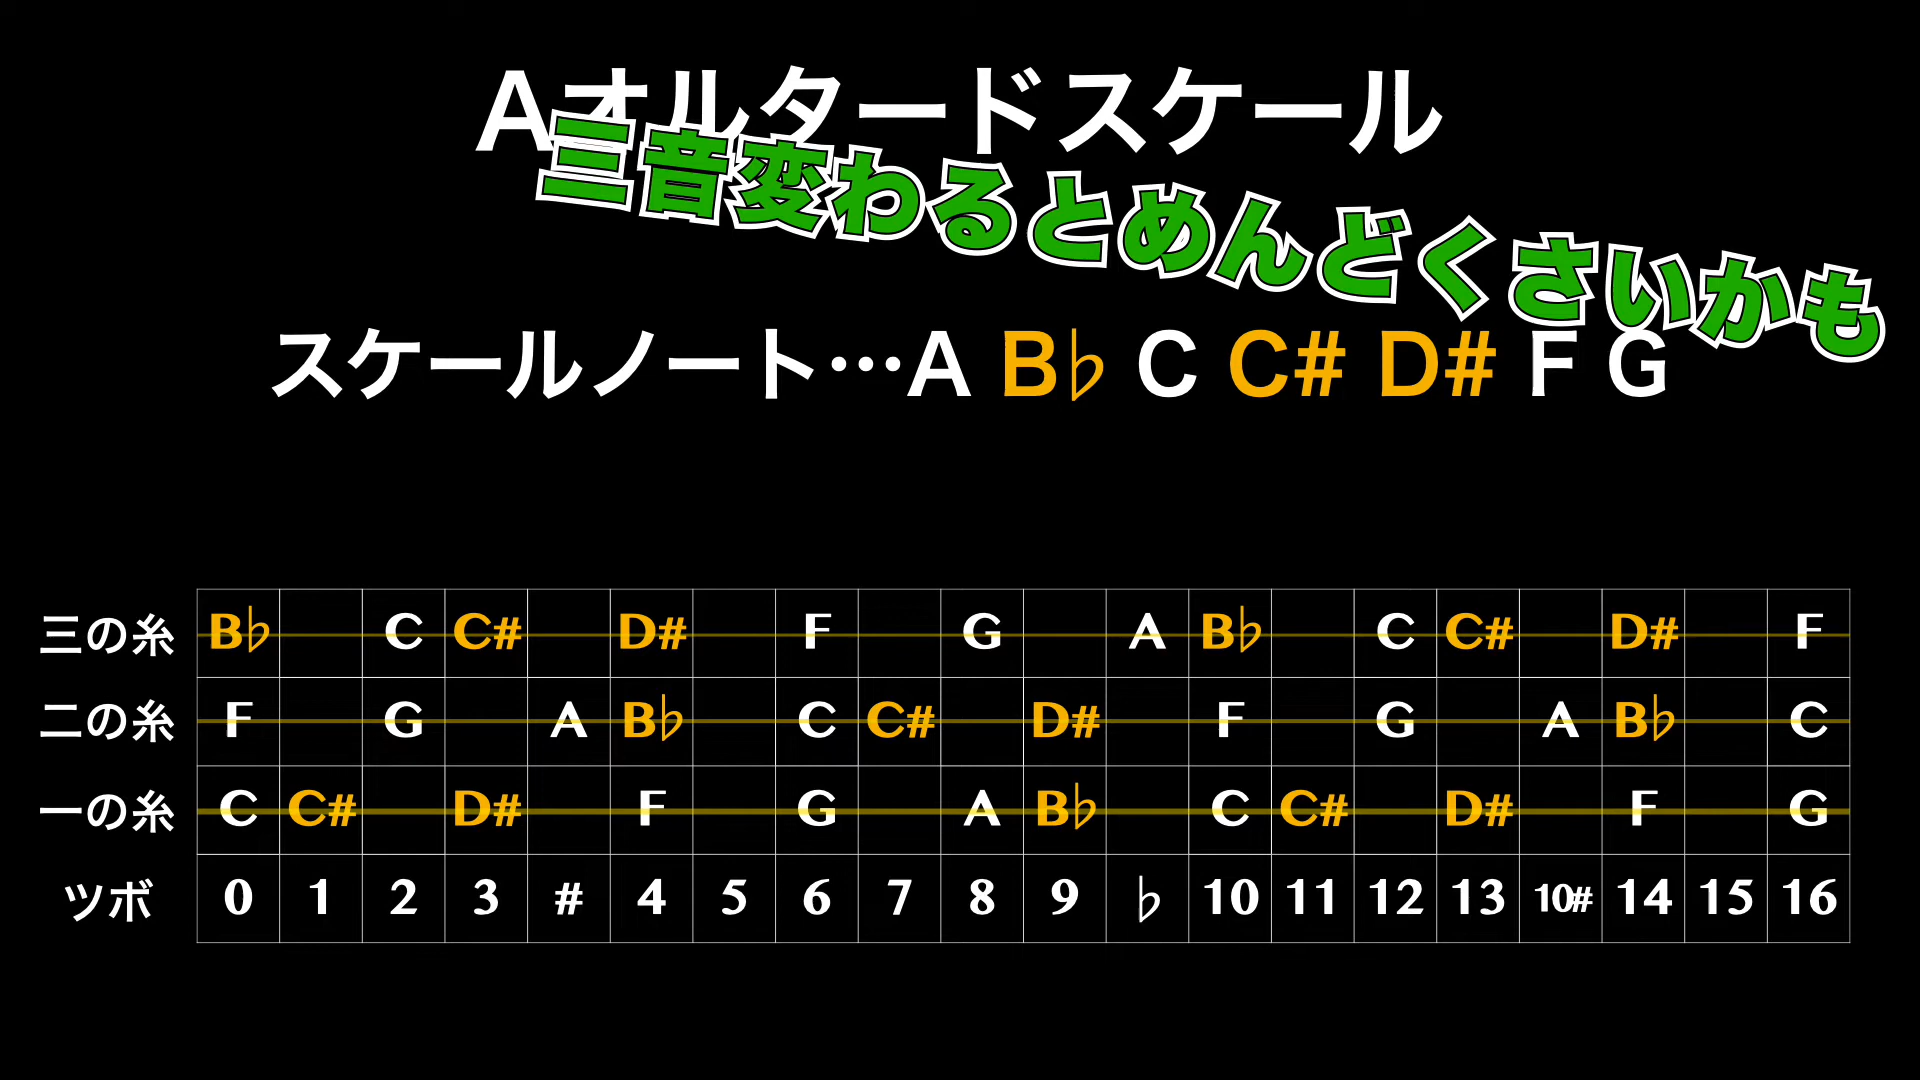 Aオルタードスケール
三音変わるとめんどくさいかも
スケールノート…A B♭ C C# D# F G
三の糸 B♭ C C# D# F G A B♭ C C# D# F
二の糸 F G A B♭ C C# D# F G A B♭ C
一の糸 C C# D# F G A B♭ C C# D# F G
ツボ 0 1 2 3 # 4 5 6 7 8 9 ♭ 10 11 12 13 10# 14 15 16